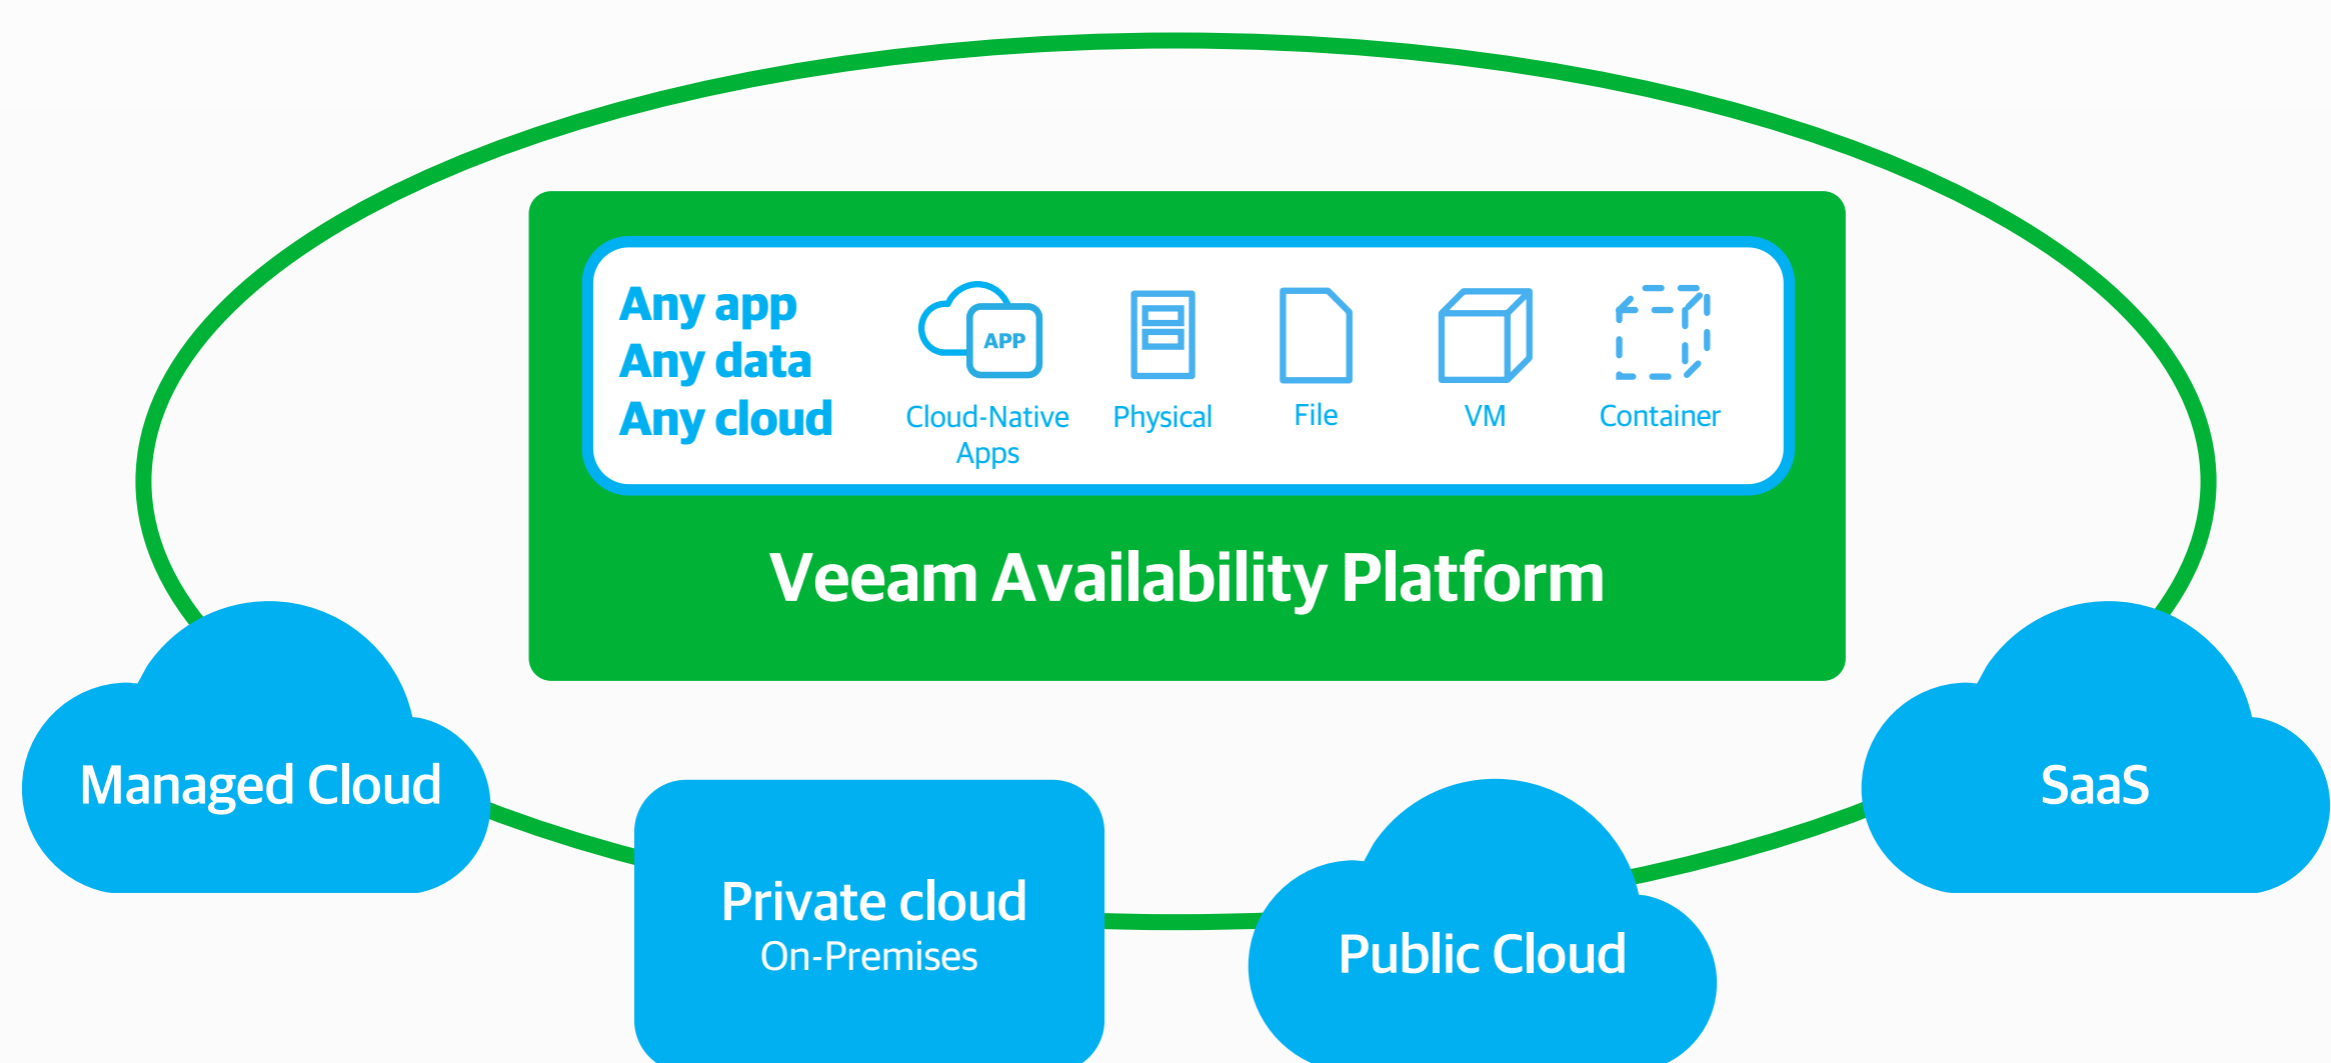 Any app
Any data
Any cloud
APP
Cloud-Native
Apps
Physical
File
VM
Container
Veeam Availability Platform
Managed Cloud
Private cloud
On-Premises
Public Cloud
SaaS